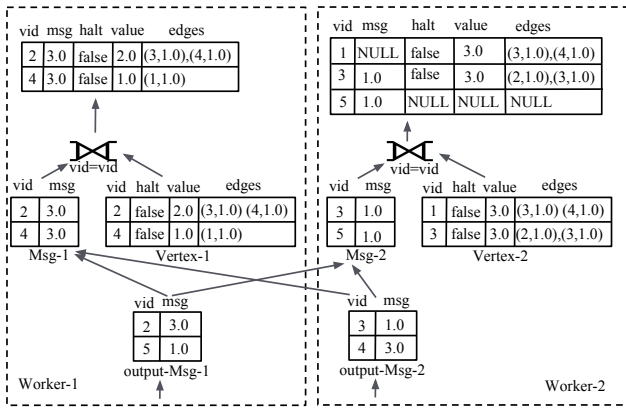 vid msg halt value edges
2 3.0 false 2.0 (3,1.0),(4,1.0)
4 3.0 false 1.0 (1,1.0)
vid=vid
vid msg
2 3.0
4 3.0
Msg-1
vid halt value edges
2 false 2.0 (3,1.0) (4,1.0)
4 false 1.0 (1,1.0)
Vertex-1
vid msg
2 3.0
5 1.0
output-Msg-1
Worker-1
vid msg halt value edges
1 NULL false 3.0 (3,1.0),(4,1.0)
3 1.0 false 3.0 (2,1.0),(3,1.0)
5 1.0 NULL NULL NULL
vid=vid
vid msg
3 1.0
5 1.0
Msg-2
vid halt value edges
1 false 3.0 (3,1.0) (4,1.0)
3 false 3.0 (2,1.0),(3,1.0)
Vertex-2
vid msg
3 1.0
4 3.0
output-Msg-2
Worker-2